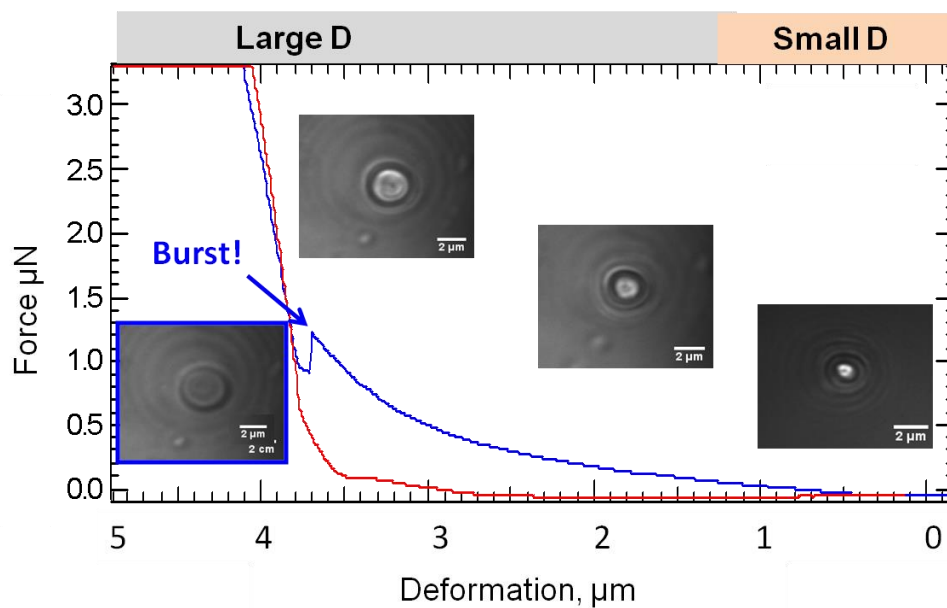 Large D
Small D
Force µN
3.0
2.5
2.0
1.5
1.0
0.5
0.0
Burst!
2 µm
2 µm
2 µm
2 µm
2 cm'
5
4
3
2
1
0
Deformation, µm